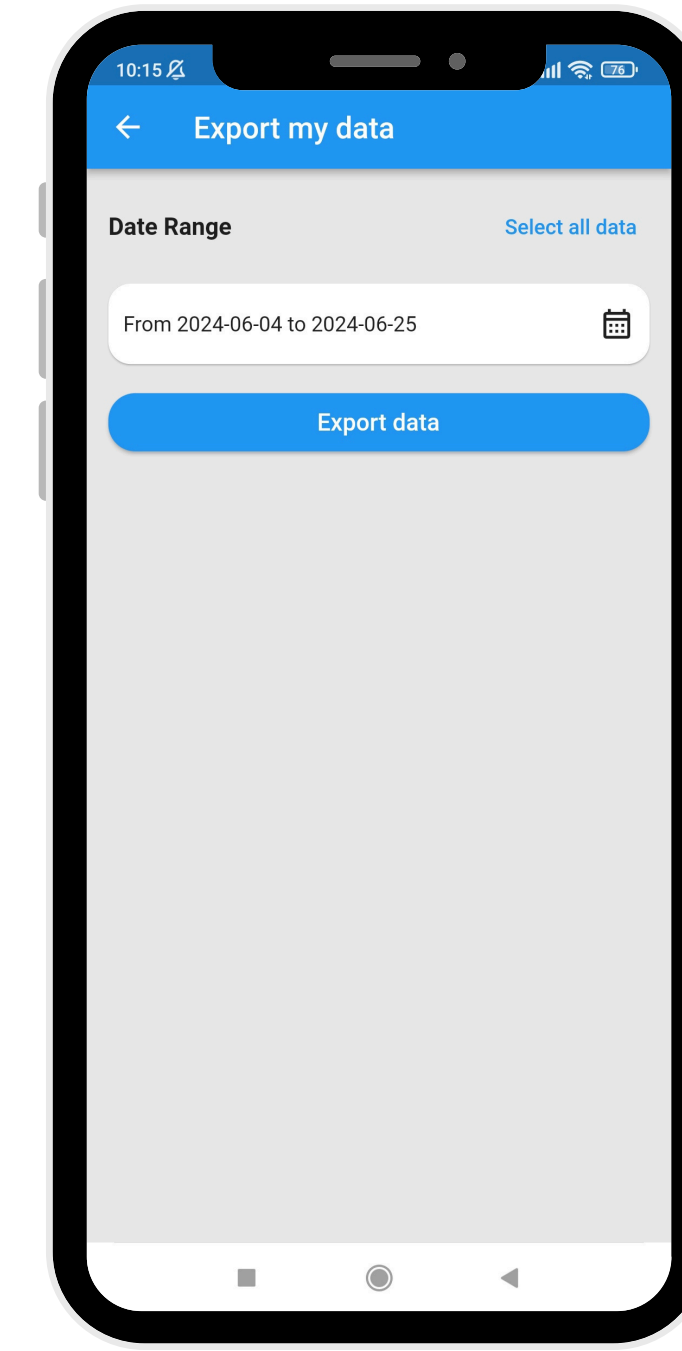 10:15
76
Export my data
Date Range
Select all data
From 2024-06-04 to 2024-06-25
Export data